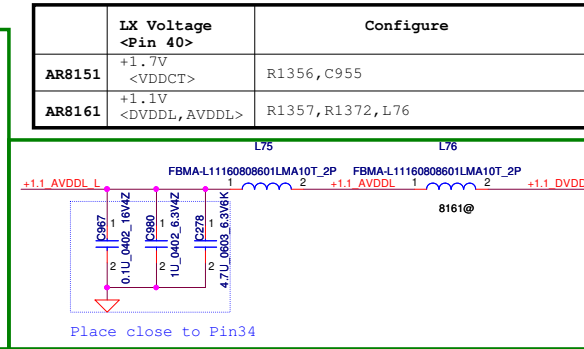 LX Voltage
<Pin 40>
Configure
AR8151
+1.7V
<VDDCT>
R1356,C955
AR8161
+1.1V
<DVDDL,AVDDL>
R1357,R1372,L76
L75
L76
FBMA-L11160808601LMA10T_2P
FBMA-L11160808601LMA10T_2P
+1.1_AVDDL_L
1
2
+1.1_AVDDL
1
2
+1.1_DVDD
8161@
C967
1
2
0.1U_0402_16V4Z
C980
1
2
1U_0402_6.3V4Z
C278
1
2
4.7U_0603_6.3V6K
Place close to Pin34